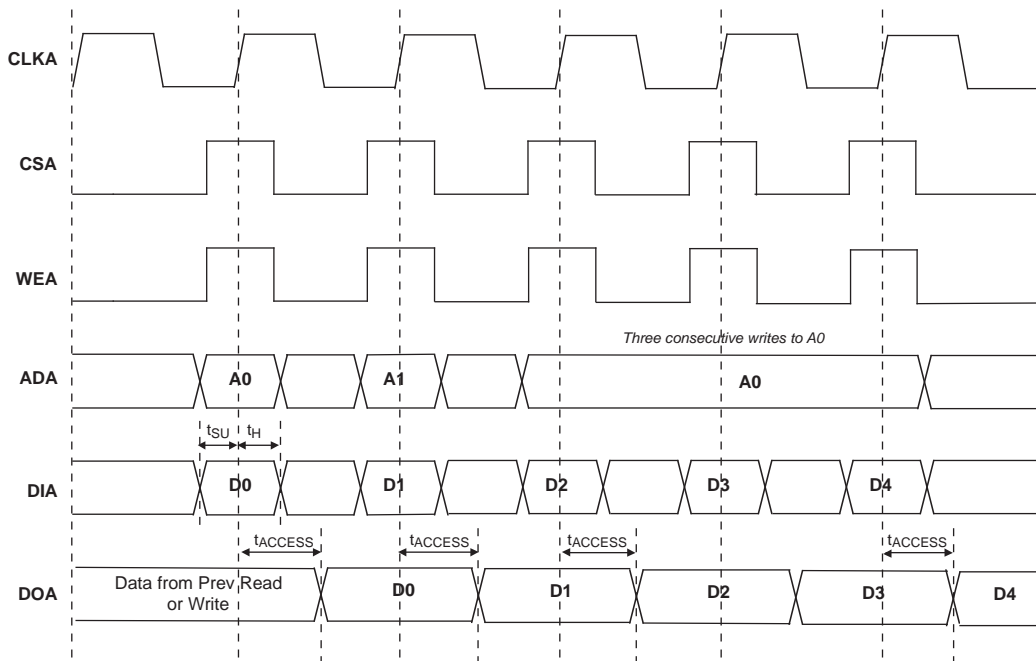 CLKA
CSA
WEA
Three consecutive writes to A0
ADA
A0
A1
A0
tSU
tH
DIA
D0
D1
D2
D3
D4
tACCESS
tACCESS
tACCESS
tACCESS
DOA
Data from Prev Read
or Write
D0
D1
D2
D3
D4